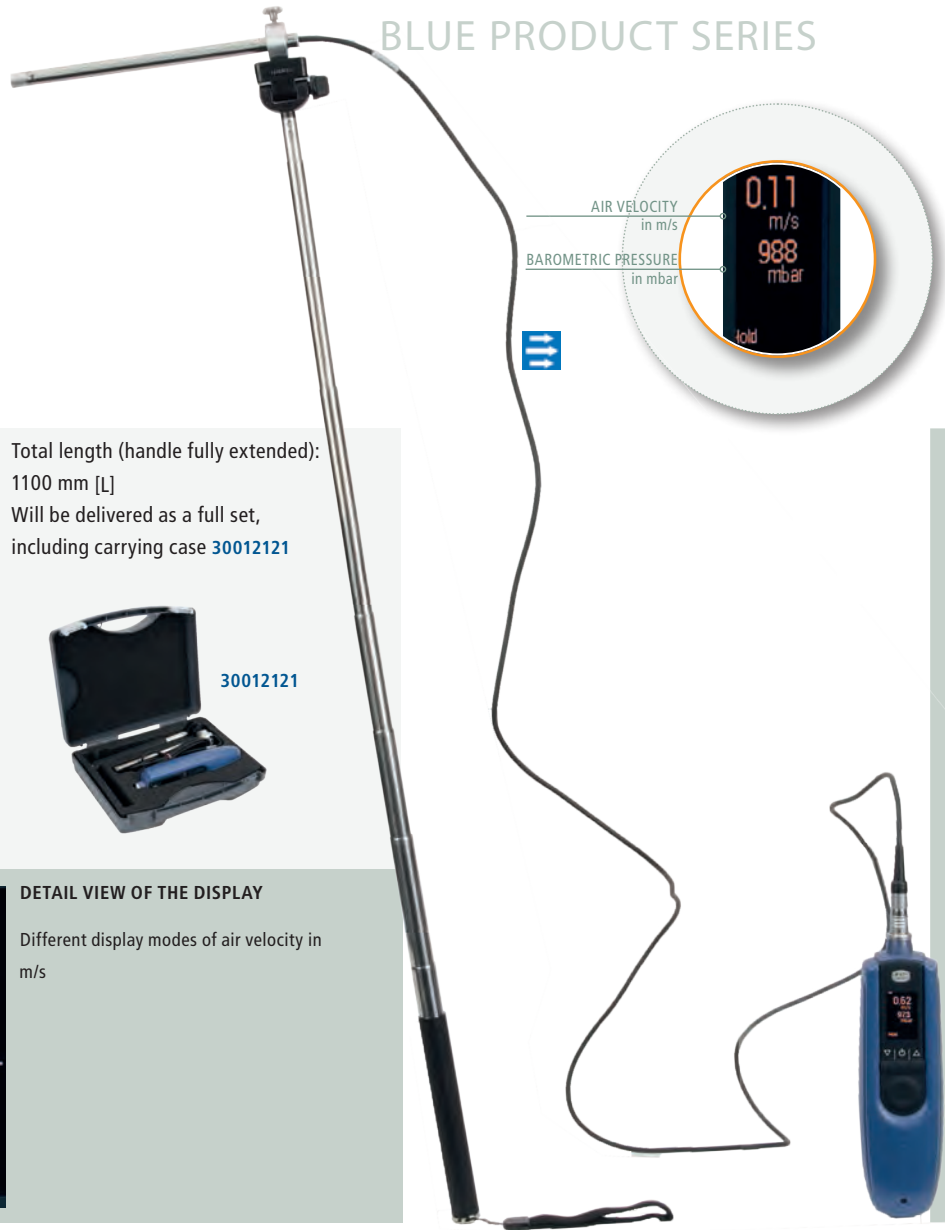 BLUE PRODUCT SERIES
0.11
m/s
988
mbar
Hold
AIR VELOCITY
in m/s
BAROMETRIC PRESSURE
in mbar
Total length (handle fully extended):
1100 mm [L]
Will be delivered as a full set,
including carrying case 30012121
30012121
DETAIL VIEW OF THE DISPLAY
Different display modes of air velocity in
m/s
0.62
m/s
973
mbar